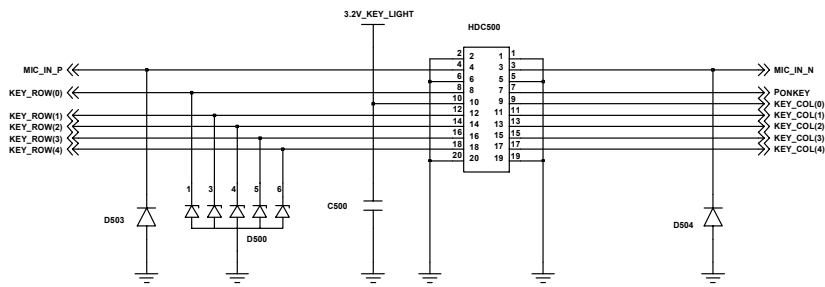 3.2V_KEY_LIGHT
HDC500
2 2 1 1
MIC_IN_P 4 4 3 3 MIC_IN_N
6 6 5 5
KEY_ROW(0) 8 8 7 7 PONKEY
10 10 9 9 KEY_COL(0)
KEY_ROW(1) 12 12 11 11 KEY_COL(1)
KEY_ROW(2) 14 14 13 13 KEY_COL(2)
KEY_ROW(3) 16 16 15 15 KEY_COL(3)
KEY_ROW(4) 18 18 17 17 KEY_COL(4)
20 20 19 19
1 3 4 5 6
C500
D503
D504
D500